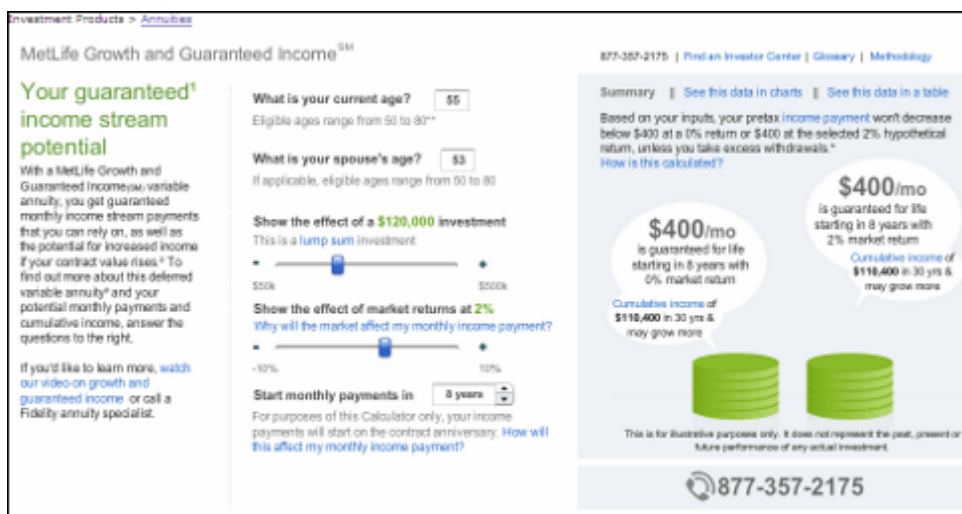 Investment Products > Annuities
MetLife Growth and Guaranteed Income℠
877-357-2175 | Find an Investor Center | Glossary | Methodology
Your guaranteed¹
income stream
potential
With a MetLife Growth and
Guaranteed Income(SM) variable
annuity, you get guaranteed
monthly income stream payments
that you can rely on, as well as
the potential for increased income
if your contract value rises. To
find out more about this deferred
variable annuity and your
potential monthly payments and
cumulative income, answer the
questions to the right.
If you'd like to learn more, watch
our video on growth and
guaranteed income or call a
Fidelity annuity specialist.
What is your current age? 55
Eligible ages range from 50 to 80**
What is your spouse's age? 53
If applicable, eligible ages range from 50 to 80
Show the effect of a $120,000 investment
This is a lump sum investment
- +
$50k $500k
Show the effect of market returns at 2%
Why will the market affect my monthly income payment?
- +
-10% 10%
Start monthly payments in 8 years
For purposes of this Calculator only, your income
payments will start on the contract anniversary. How will
this affect my monthly income payment?
Summary || See this data in charts || See this data in a table
Based on your inputs, your pretax income payment won't decrease
below $400 at a 0% return or $400 at the selected 2% hypothetical
return, unless you take excess withdrawals.*
How is this calculated?
$400/mo
is guaranteed for life
starting in 8 years with
0% market return
Cumulative income of
$110,400 in 30 yrs &
may grow more
$400/mo
is guaranteed for life
starting in 8 years with
2% market return
Cumulative income of
$110,400 in 30 yrs &
may grow more
This is for illustrative purposes only. It does not represent the past, present or
future performance of any actual investment.
877-357-2175